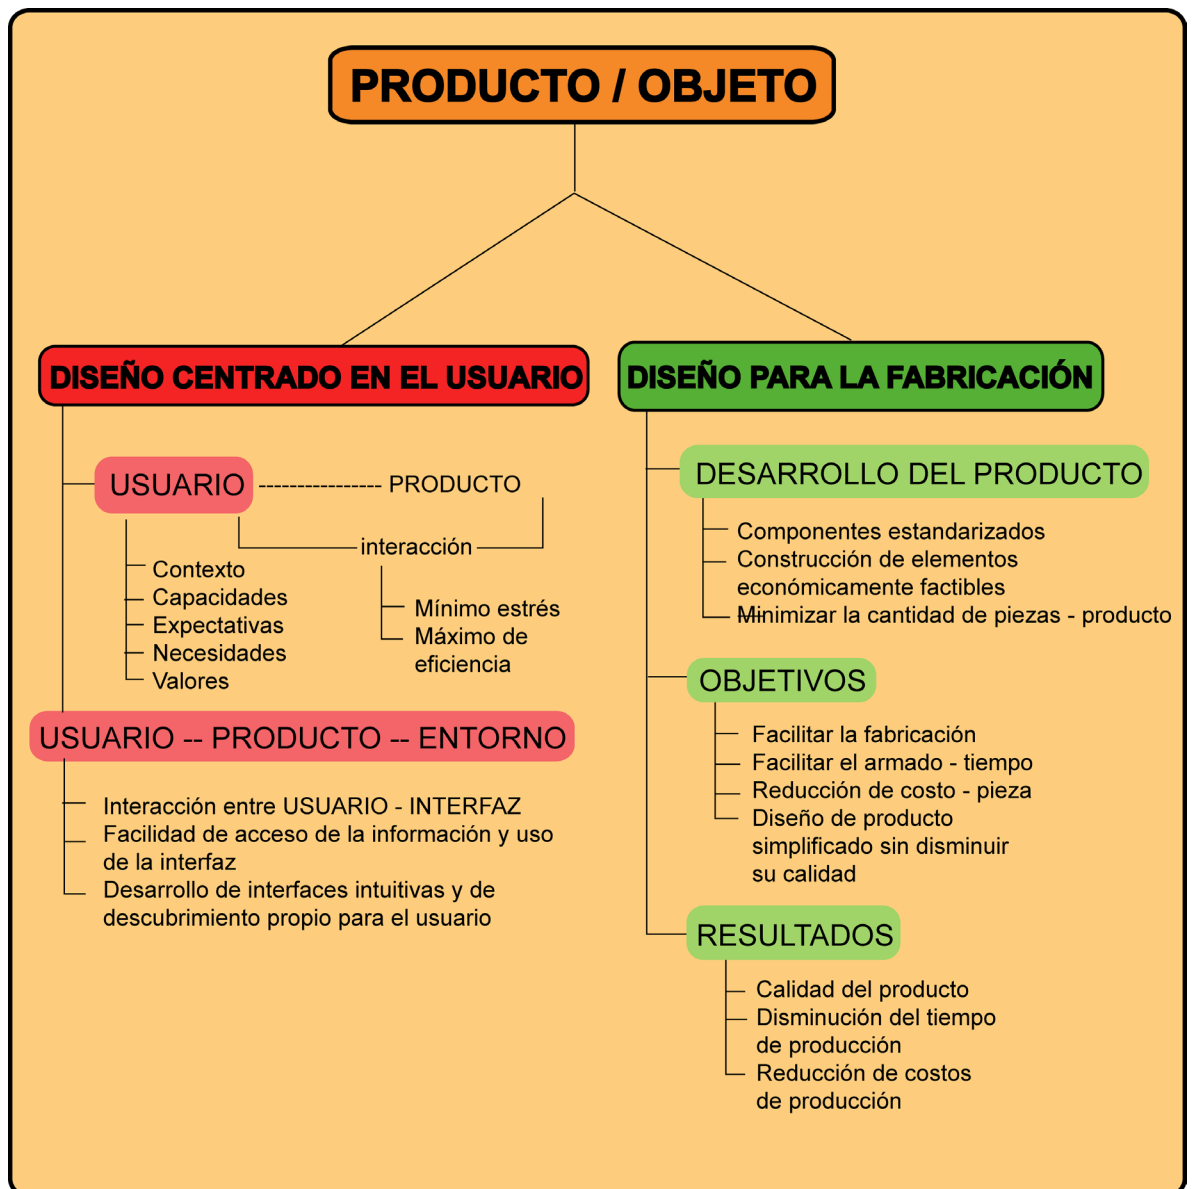 PRODUCTO / OBJETO
DISEÑO CENTRADO EN EL USUARIO
USUARIO -------------- PRODUCTO
interacción
Contexto
Capacidades
Expectativas
Necesidades
Valores
Mínimo estrés
Máximo de
eficiencia
USUARIO -- PRODUCTO -- ENTORNO
Interacción entre USUARIO - INTERFAZ
Facilidad de acceso de la información y uso
de la interfaz
Desarrollo de interfaces intuitivas y de
descubrimiento propio para el usuario
DISEÑO PARA LA FABRICACIÓN
DESARROLLO DEL PRODUCTO
Componentes estandarizados
Construcción de elementos
económicamente factibles
Minimizar la cantidad de piezas - producto
OBJETIVOS
Facilitar la fabricación
Facilitar el armado - tiempo
Reducción de costo - pieza
Diseño de producto
simplificado sin disminuir
su calidad
RESULTADOS
Calidad del producto
Disminución del tiempo
de producción
Reducción de costos
de producción